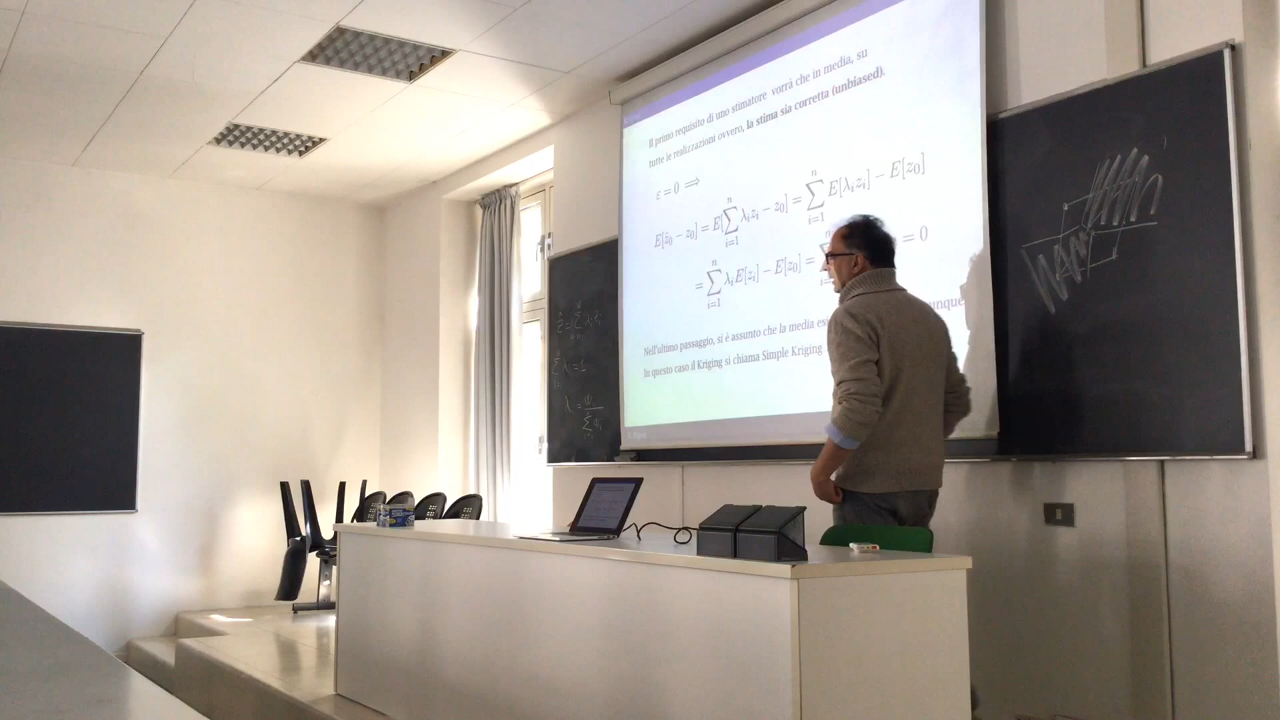 Il primo requisito di uno stimatore vorrà che in media, su
tutte le realizzazioni ovvero, la stima sia corretta (unbiased).
ε = 0 ⟹
E[ẑ₀ − z₀] = E[∑ᵢ₌₁ⁿ λᵢzᵢ − z₀] = ∑ᵢ₌₁ⁿ E[λᵢzᵢ] − E[z₀]
= ∑ᵢ₌₁ⁿ λᵢE[zᵢ] − E[z₀] = = 0
Nell'ultimo passaggio, si è assunto che la media
In questo caso il Kriging si chiama Simple Kriging